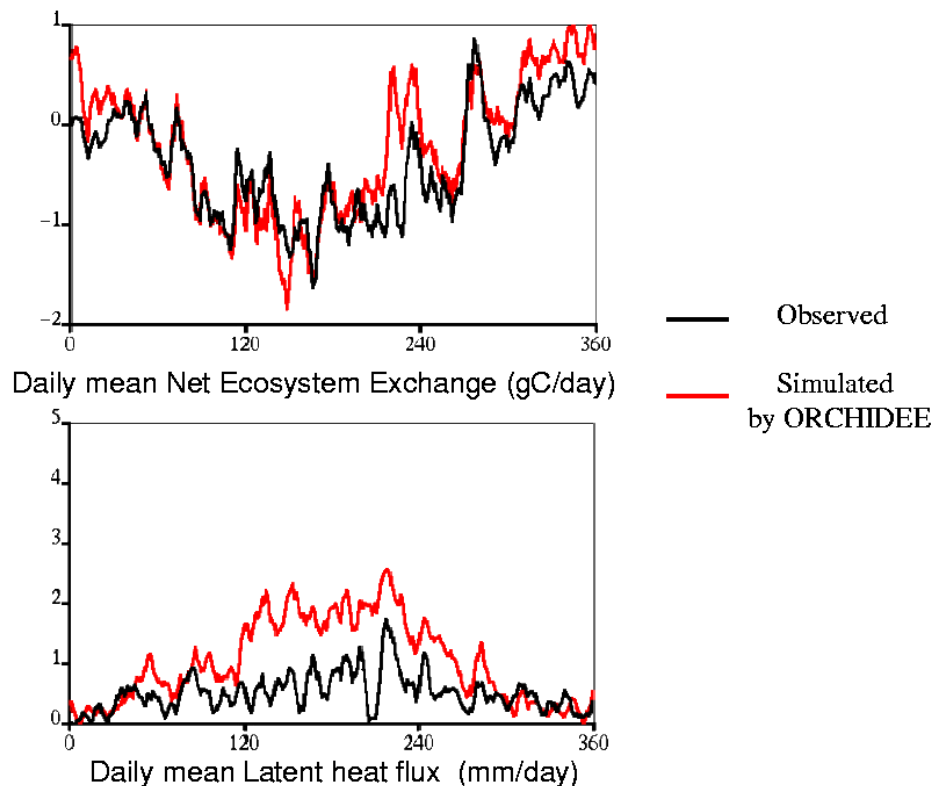 1
0
−1
−2
0 120 240 360
Daily mean Net Ecosystem Exchange (gC/day)
Observed
Simulated
by ORCHIDEE
5
4
3
2
1
0
0 120 240 360
Daily mean Latent heat flux (mm/day)